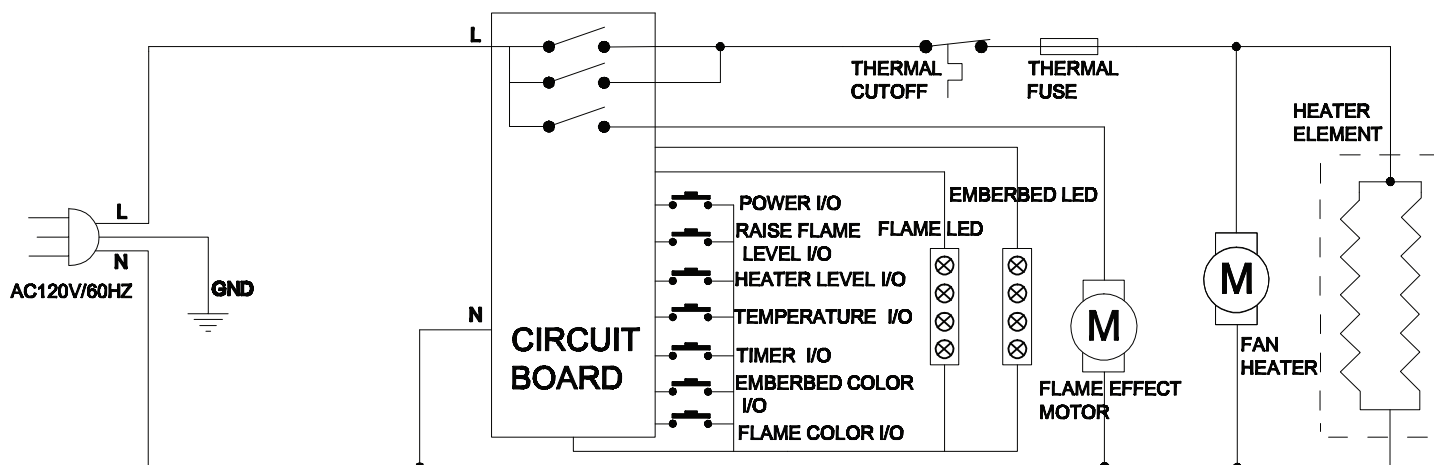 L
THERMAL
CUTOFF
THERMAL
FUSE
HEATER
ELEMENT
L
N
AC120V/60HZ
GND
N
CIRCUIT
BOARD
POWER I/O
RAISE FLAME
LEVEL I/O
HEATER LEVEL I/O
TEMPERATURE I/O
TIMER I/O
EMBERBED COLOR
I/O
FLAME COLOR I/O
FLAME LED
EMBERBED LED
M
FLAME EFFECT
MOTOR
M
FAN
HEATER